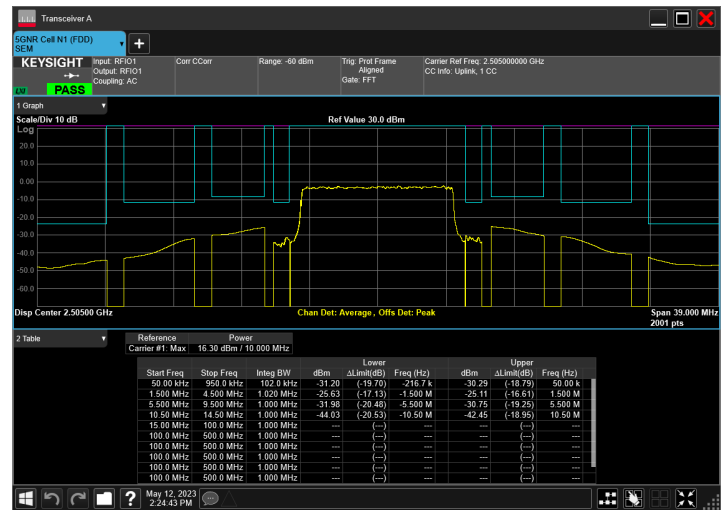 Transceiver A
5GNR Cell N1 (FDD)
SEM
KEYSIGHT
LXI
PASS
Input: RFIO1
Output: RFIO1
Coupling: AC
Corr CCorr
Range: -60 dBm
Trig: Prot Frame
Aligned
Gate: FFT
Carrier Ref Freq: 2.505000000 GHz
CC Info: Uplink, 1 CC
1 Graph
Scale/Div 10 dB
Ref Value 30.0 dBm
Log
20.0
10.0
0.00
-10.0
-20.0
-30.0
-40.0
-50.0
-60.0
Disp Center 2.50500 GHz
Chan Det: Average , Offs Det: Peak
Span 39.000 MHz
2001 pts
2 Table
Reference Power
Carrier #1: Max 16.30 dBm / 10.000 MHz
Lower Upper
Start Freq Stop Freq Integ BW dBm ΔLimit(dB) Freq (Hz) dBm ΔLimit(dB) Freq (Hz)
50.00 kHz 950.0 kHz 102.0 kHz -31.20 (-19.70) -216.7 k -30.29 (-18.79) 50.00 k
1.500 MHz 4.500 MHz 1.020 MHz -25.63 (-17.13) -1.500 M -25.11 (-16.61) 1.500 M
5.500 MHz 9.500 MHz 1.000 MHz -31.98 (-20.48) -5.500 M -30.75 (-19.25) 5.500 M
10.50 MHz 14.50 MHz 1.000 MHz -44.03 (-20.53) -10.50 M -42.45 (-18.95) 10.50 M
15.00 MHz 100.0 MHz 1.000 MHz --- (---) --- --- (---) ---
100.0 MHz 500.0 MHz 1.000 MHz --- (---) --- --- (---) ---
100.0 MHz 500.0 MHz 1.000 MHz --- (---) --- --- (---) ---
100.0 MHz 500.0 MHz 1.000 MHz --- (---) --- --- (---) ---
100.0 MHz 500.0 MHz 1.000 MHz --- (---) --- --- (---) ---
100.0 MHz 500.0 MHz 1.000 MHz --- (---) --- --- (---) ---
May 12, 2023
2:24:43 PM